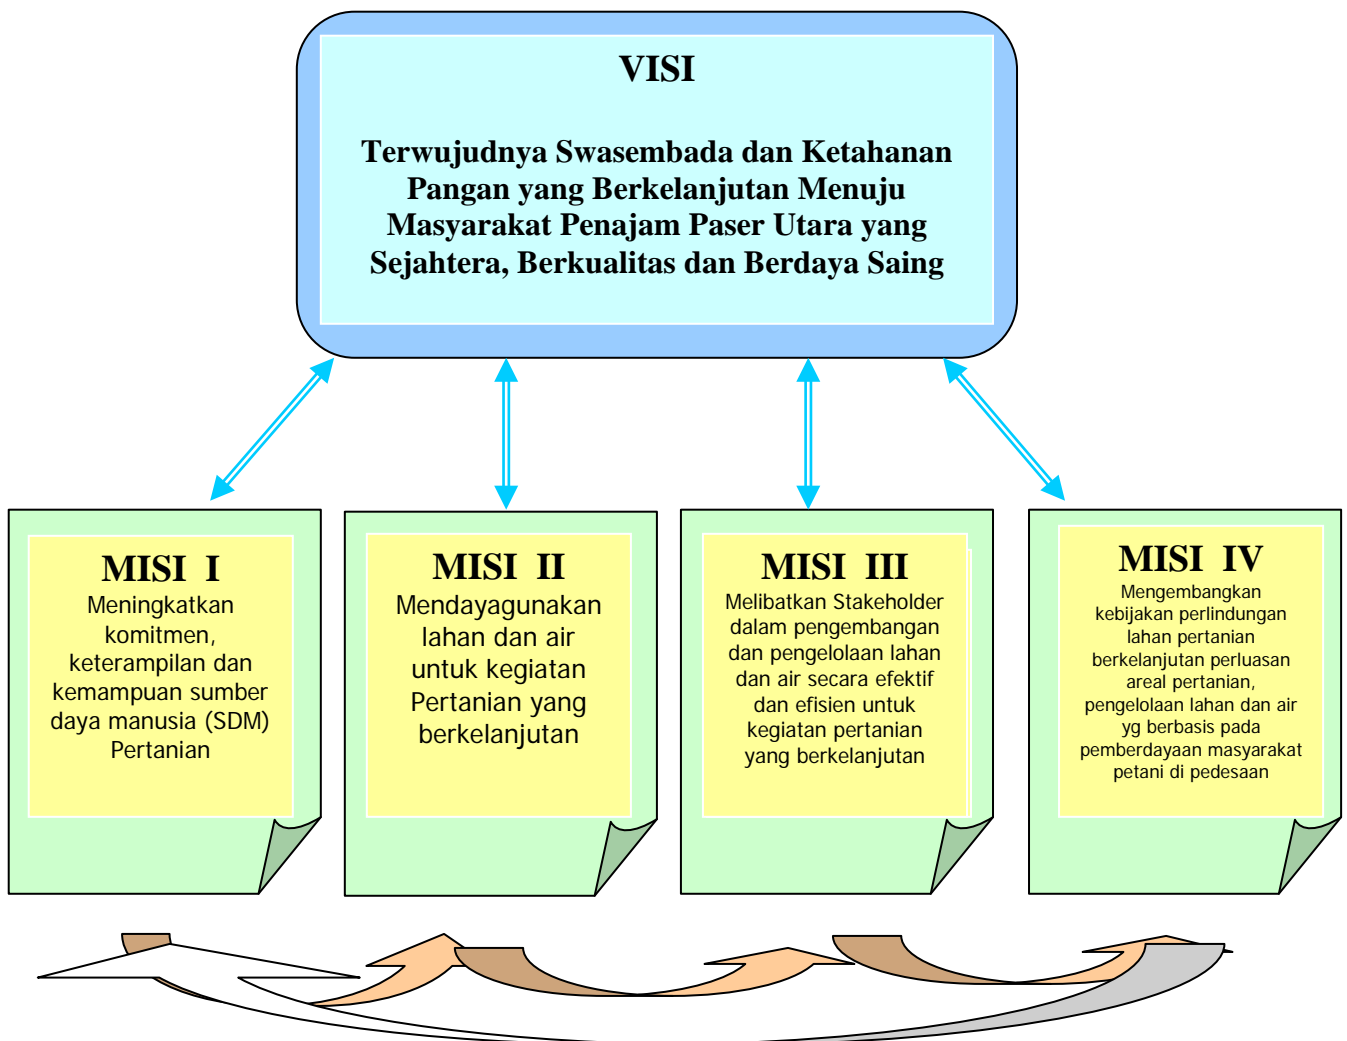 VISI
Terwujudnya Swasembada dan Ketahanan
Pangan yang Berkelanjutan Menuju
Masyarakat Penajam Paser Utara yang
Sejahtera, Berkualitas dan Berdaya Saing
MISI I
Meningkatkan
komitmen,
keterampilan dan
kemampuan sumber
daya manusia (SDM)
Pertanian
MISI II
Mendayagunakan
lahan dan air
untuk kegiatan
Pertanian yang
berkelanjutan
MISI III
Melibatkan Stakeholder
dalam pengembangan
dan pengelolaan lahan
dan air secara efektif
dan efisien untuk
kegiatan pertanian
yang berkelanjutan
MISI IV
Mengembangkan
kebijakan perlindungan
lahan pertanian
berkelanjutan perluasan
areal pertanian,
pengelolaan lahan dan air
yg berbasis pada
pemberdayaan masyarakat
petani di pedesaan